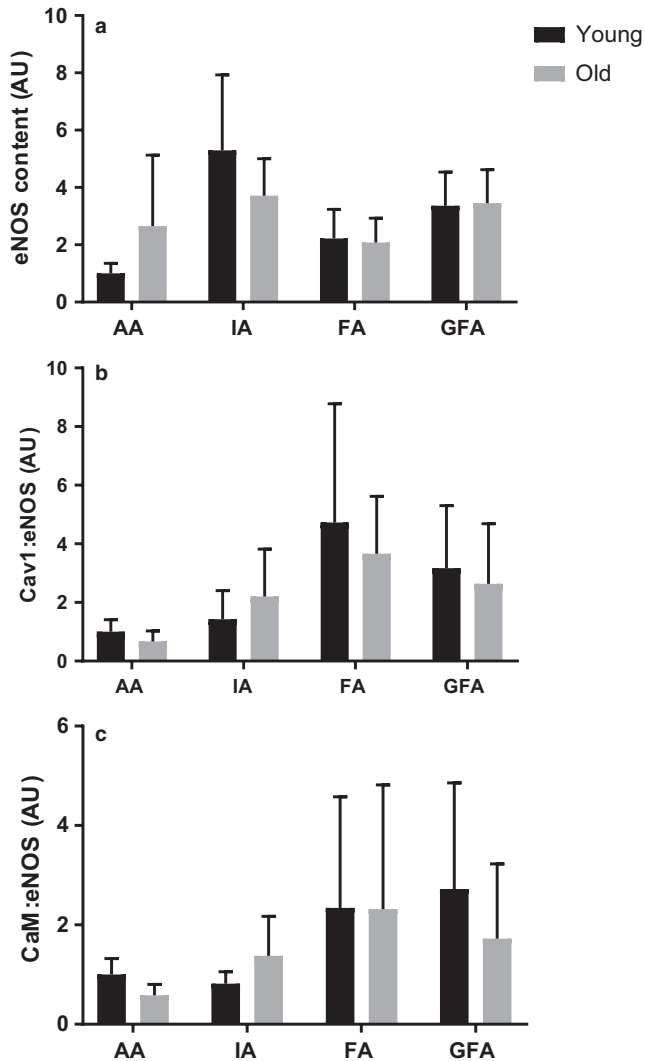 a
Young
Old
eNOS content (AU)
10
8
6
4
2
0
AA IA FA GFA
b
Cav1:eNOS (AU)
10
8
6
4
2
0
AA IA FA GFA
c
CaM:eNOS (AU)
6
4
2
0
AA IA FA GFA